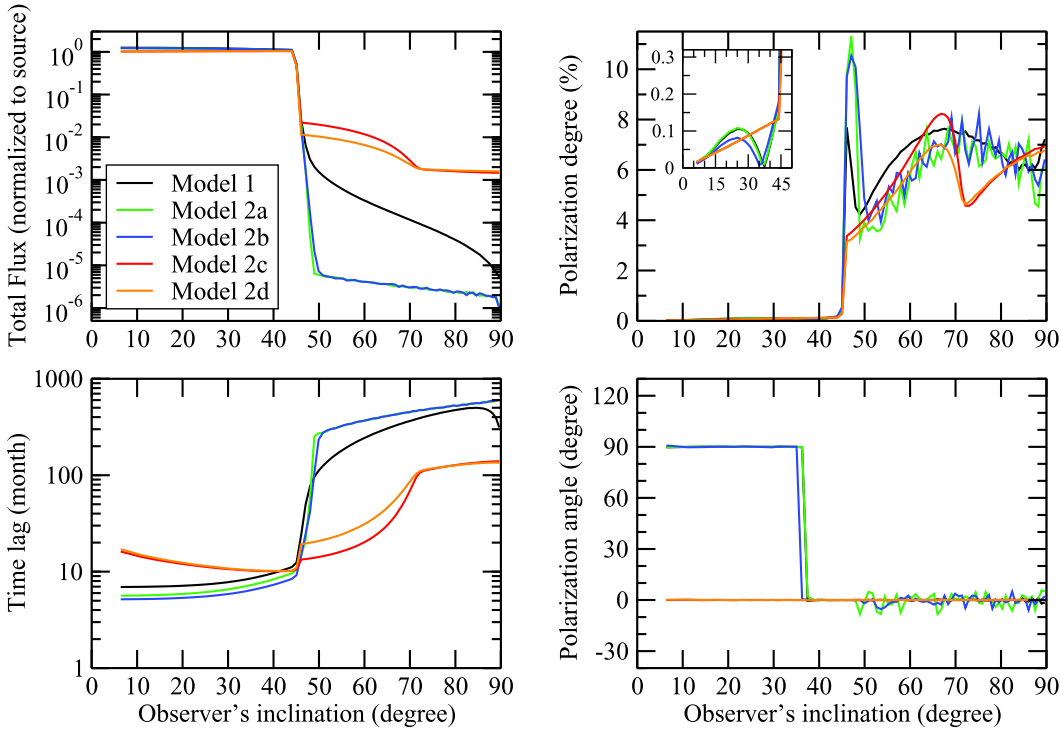 Total Flux (normalized to source)
10^0
10^-1
10^-2
10^-3
10^-4
10^-5
10^-6
Model 1
Model 2a
Model 2b
Model 2c
Model 2d
0 10 20 30 40 50 60 70 80 90
Polarization degree (%)
12
10
8
6
4
2
0
0.3
0.2
0.1
0
0 15 30 45
0 10 20 30 40 50 60 70 80 90
Time lag (month)
1000
100
10
1
0 10 20 30 40 50 60 70 80 90
Observer's inclination (degree)
Polarization angle (degree)
120
90
60
30
0
-30
0 10 20 30 40 50 60 70 80 90
Observer's inclination (degree)